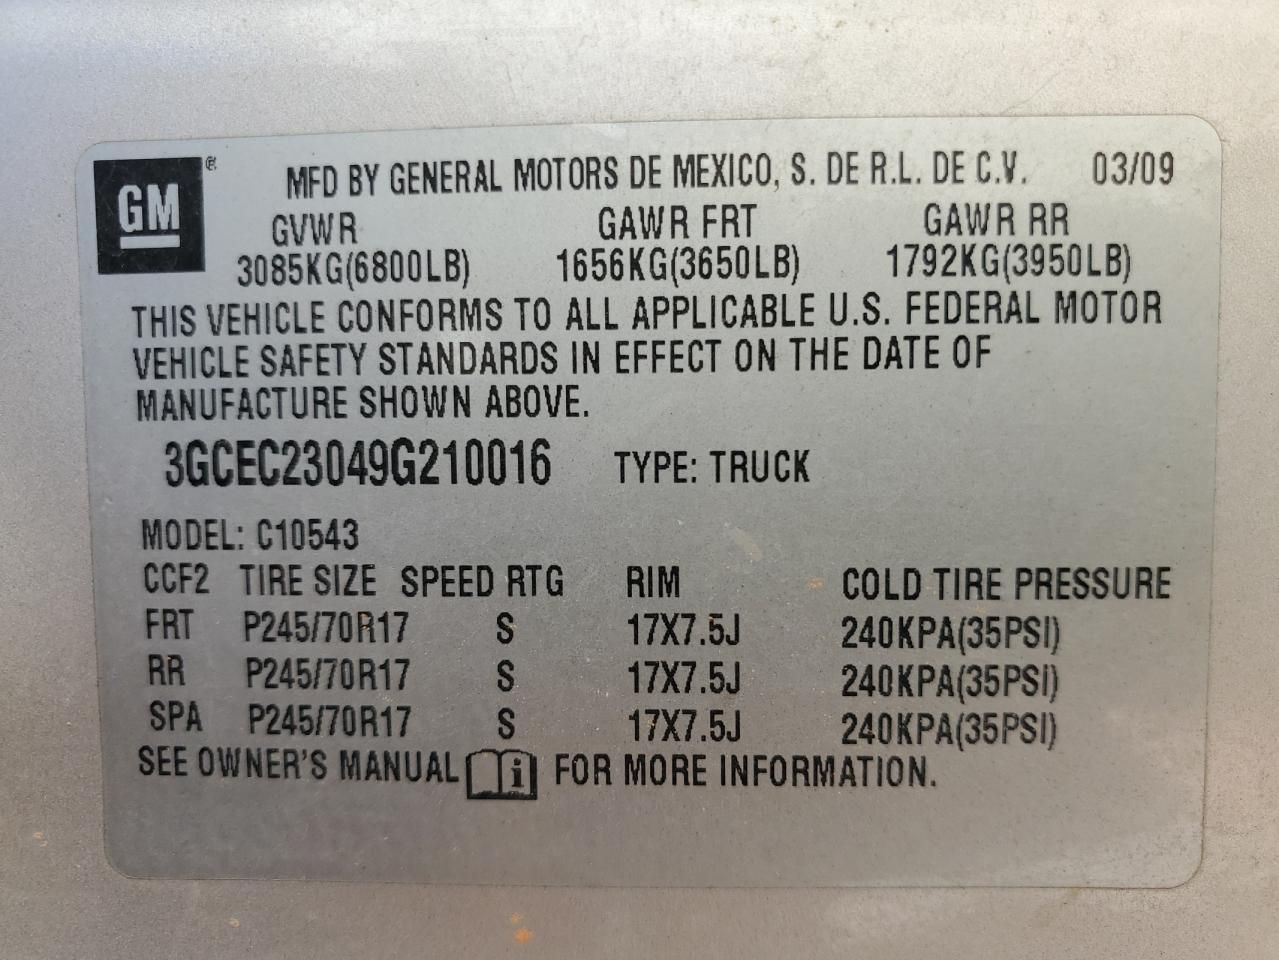 GM ®
MFD BY GENERAL MOTORS DE MEXICO, S. DE R.L. DE C.V. 03/09
GVWR GAWR FRT GAWR RR
3085KG(6800LB) 1656KG(3650LB) 1792KG(3950LB)
THIS VEHICLE CONFORMS TO ALL APPLICABLE U.S. FEDERAL MOTOR
VEHICLE SAFETY STANDARDS IN EFFECT ON THE DATE OF
MANUFACTURE SHOWN ABOVE.
3GCEC23049G210016 TYPE: TRUCK
MODEL: C10543
CCF2 TIRE SIZE SPEED RTG RIM COLD TIRE PRESSURE
FRT P245/70R17 S 17X7.5J 240KPA(35PSI)
RR P245/70R17 S 17X7.5J 240KPA(35PSI)
SPA P245/70R17 S 17X7.5J 240KPA(35PSI)
SEE OWNER'S MANUAL i FOR MORE INFORMATION.